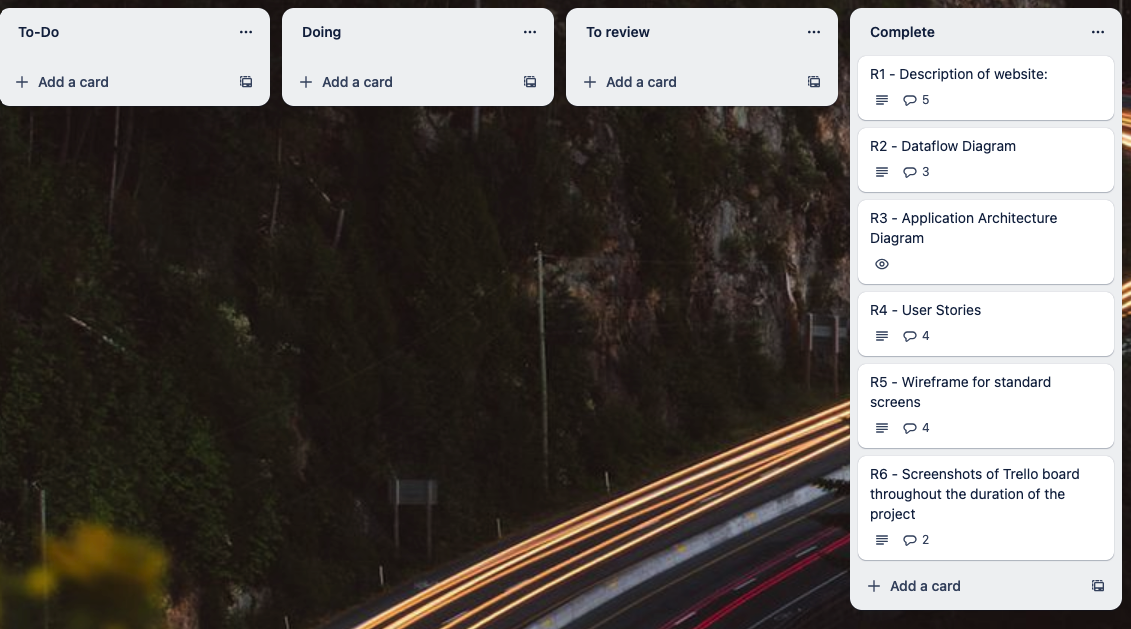 To-Do
+ Add a card
Doing
+ Add a card
To review
+ Add a card
Complete
R1 - Description of website:
5
R2 - Dataflow Diagram
3
R3 - Application Architecture
Diagram
R4 - User Stories
4
R5 - Wireframe for standard
screens
4
R6 - Screenshots of Trello board
throughout the duration of the
project
2
+ Add a card